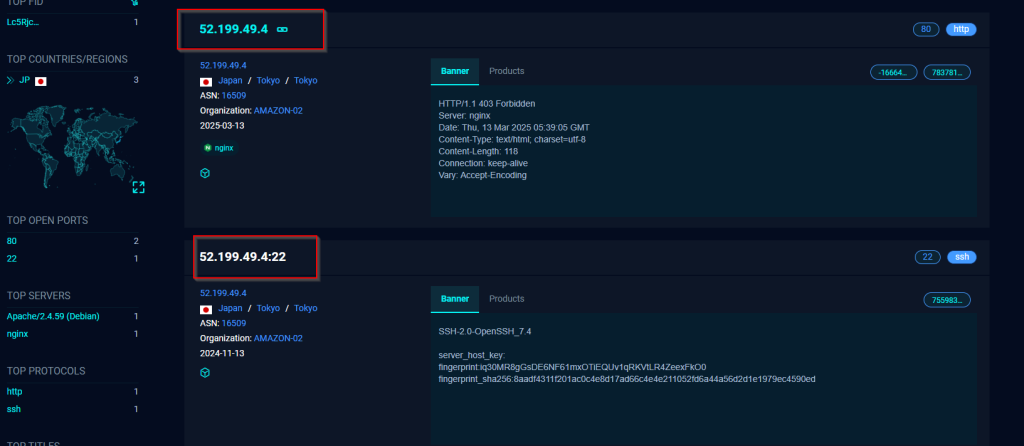 TOP FID
Lc5Rjc... 1
TOP COUNTRIES/REGIONS
JP 3
TOP OPEN PORTS
80 2
22 1
TOP SERVERS
Apache/2.4.59 (Debian) 1
nginx 1
TOP PROTOCOLS
http 1
ssh 1
TOP TITLES
52.199.49.4
80 http
52.199.49.4
Japan / Tokyo / Tokyo
ASN: 16509
Organization: AMAZON-02
2025-03-13
nginx
Banner Products
-16664... 783781...
HTTP/1.1 403 Forbidden
Server: nginx
Date: Thu, 13 Mar 2025 05:39:05 GMT
Content-Type: text/html; charset=utf-8
Content-Length: 118
Connection: keep-alive
Vary: Accept-Encoding
52.199.49.4:22
22 ssh
52.199.49.4
Japan / Tokyo / Tokyo
ASN: 16509
Organization: AMAZON-02
2024-11-13
Banner Products
755983...
SSH-2.0-OpenSSH_7.4
server_host_key:
fingerprint:iq30MR8gGsDE6NF61mxOTiEQUv1qRKVtLR4ZeexFkO0
fingerprint_sha256:8aadf4311f201ac0c4e8d17ad66c4e4e211052fd6a44a56d2d1e1979ec4590ed